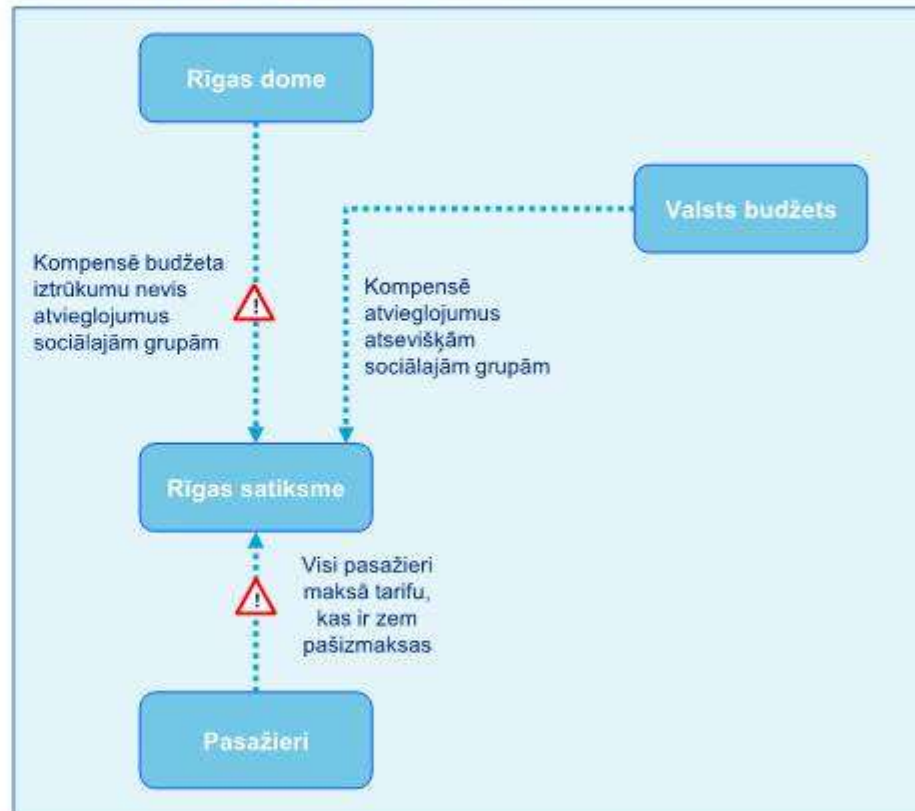 Rīgas dome
Valsts budžets
Kompensē budžeta
iztrūkumu nevis
atvieglojumus
sociālajām grupām
!
Kompensē
atvieglojumus
atsevišķām
sociālajām grupām
Rīgas satiksme
Visi pasažieri
maksā tarifu,
kas ir zem
pašizmaksas
!
Pasažieri